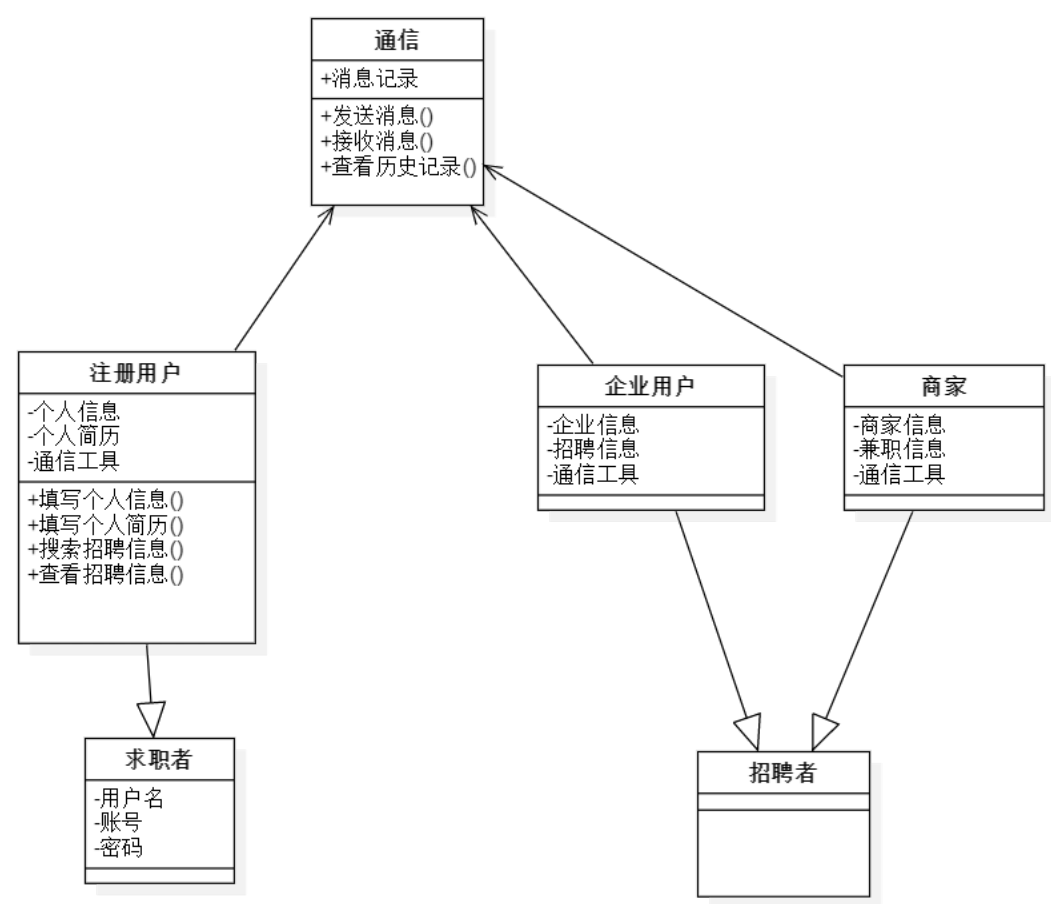 通信
+消息记录
+发送消息()
+接收消息()
+查看历史记录()
注册用户
-个人信息
-个人简历
-通信工具
+填写个人信息()
+填写个人简历()
+搜索招聘信息()
+查看招聘信息()
企业用户
-企业信息
-招聘信息
-通信工具
商家
-商家信息
-兼职信息
-通信工具
求职者
-用户名
-账号
-密码
招聘者